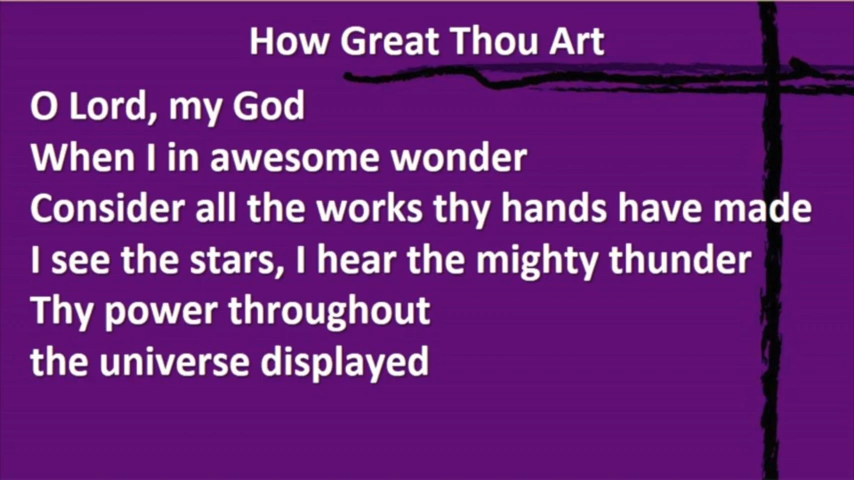 How Great Thou Art
O Lord, my God
When I in awesome wonder
Consider all the works thy hands have made
I see the stars, I hear the mighty thunder
Thy power throughout
the universe displayed